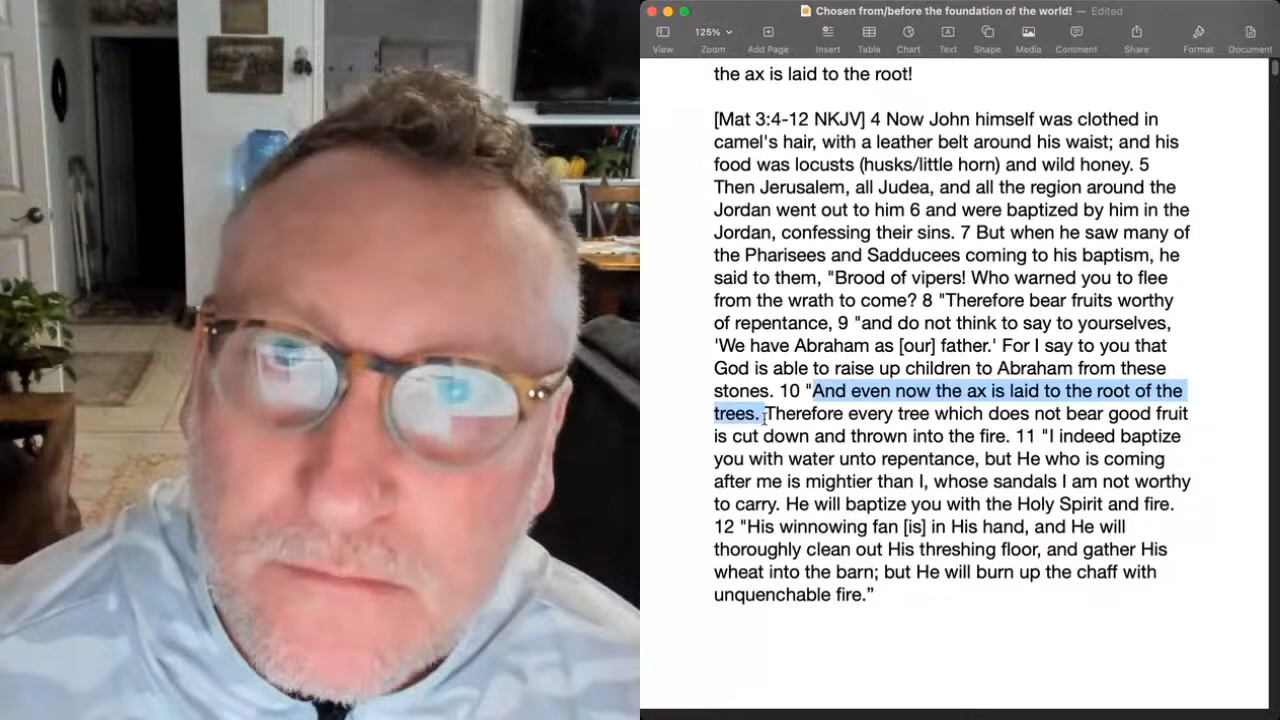 Chosen from/before the foundation of the world! — Edited
125%
View
Zoom
Add Page
Insert
Table
Chart
Text
Shape
Media
Comment
Share
Format
Document
the ax is laid to the root!
[Mat 3:4-12 NKJV] 4 Now John himself was clothed in
camel's hair, with a leather belt around his waist; and his
food was locusts (husks/little horn) and wild honey. 5
Then Jerusalem, all Judea, and all the region around the
Jordan went out to him 6 and were baptized by him in the
Jordan, confessing their sins. 7 But when he saw many of
the Pharisees and Sadducees coming to his baptism, he
said to them, "Brood of vipers! Who warned you to flee
from the wrath to come? 8 "Therefore bear fruits worthy
of repentance, 9 "and do not think to say to yourselves,
'We have Abraham as [our] father.' For I say to you that
God is able to raise up children to Abraham from these
stones. 10 "And even now the ax is laid to the root of the
trees. Therefore every tree which does not bear good fruit
is cut down and thrown into the fire. 11 "I indeed baptize
you with water unto repentance, but He who is coming
after me is mightier than I, whose sandals I am not worthy
to carry. He will baptize you with the Holy Spirit and fire.
12 "His winnowing fan [is] in His hand, and He will
thoroughly clean out His threshing floor, and gather His
wheat into the barn; but He will burn up the chaff with
unquenchable fire.”